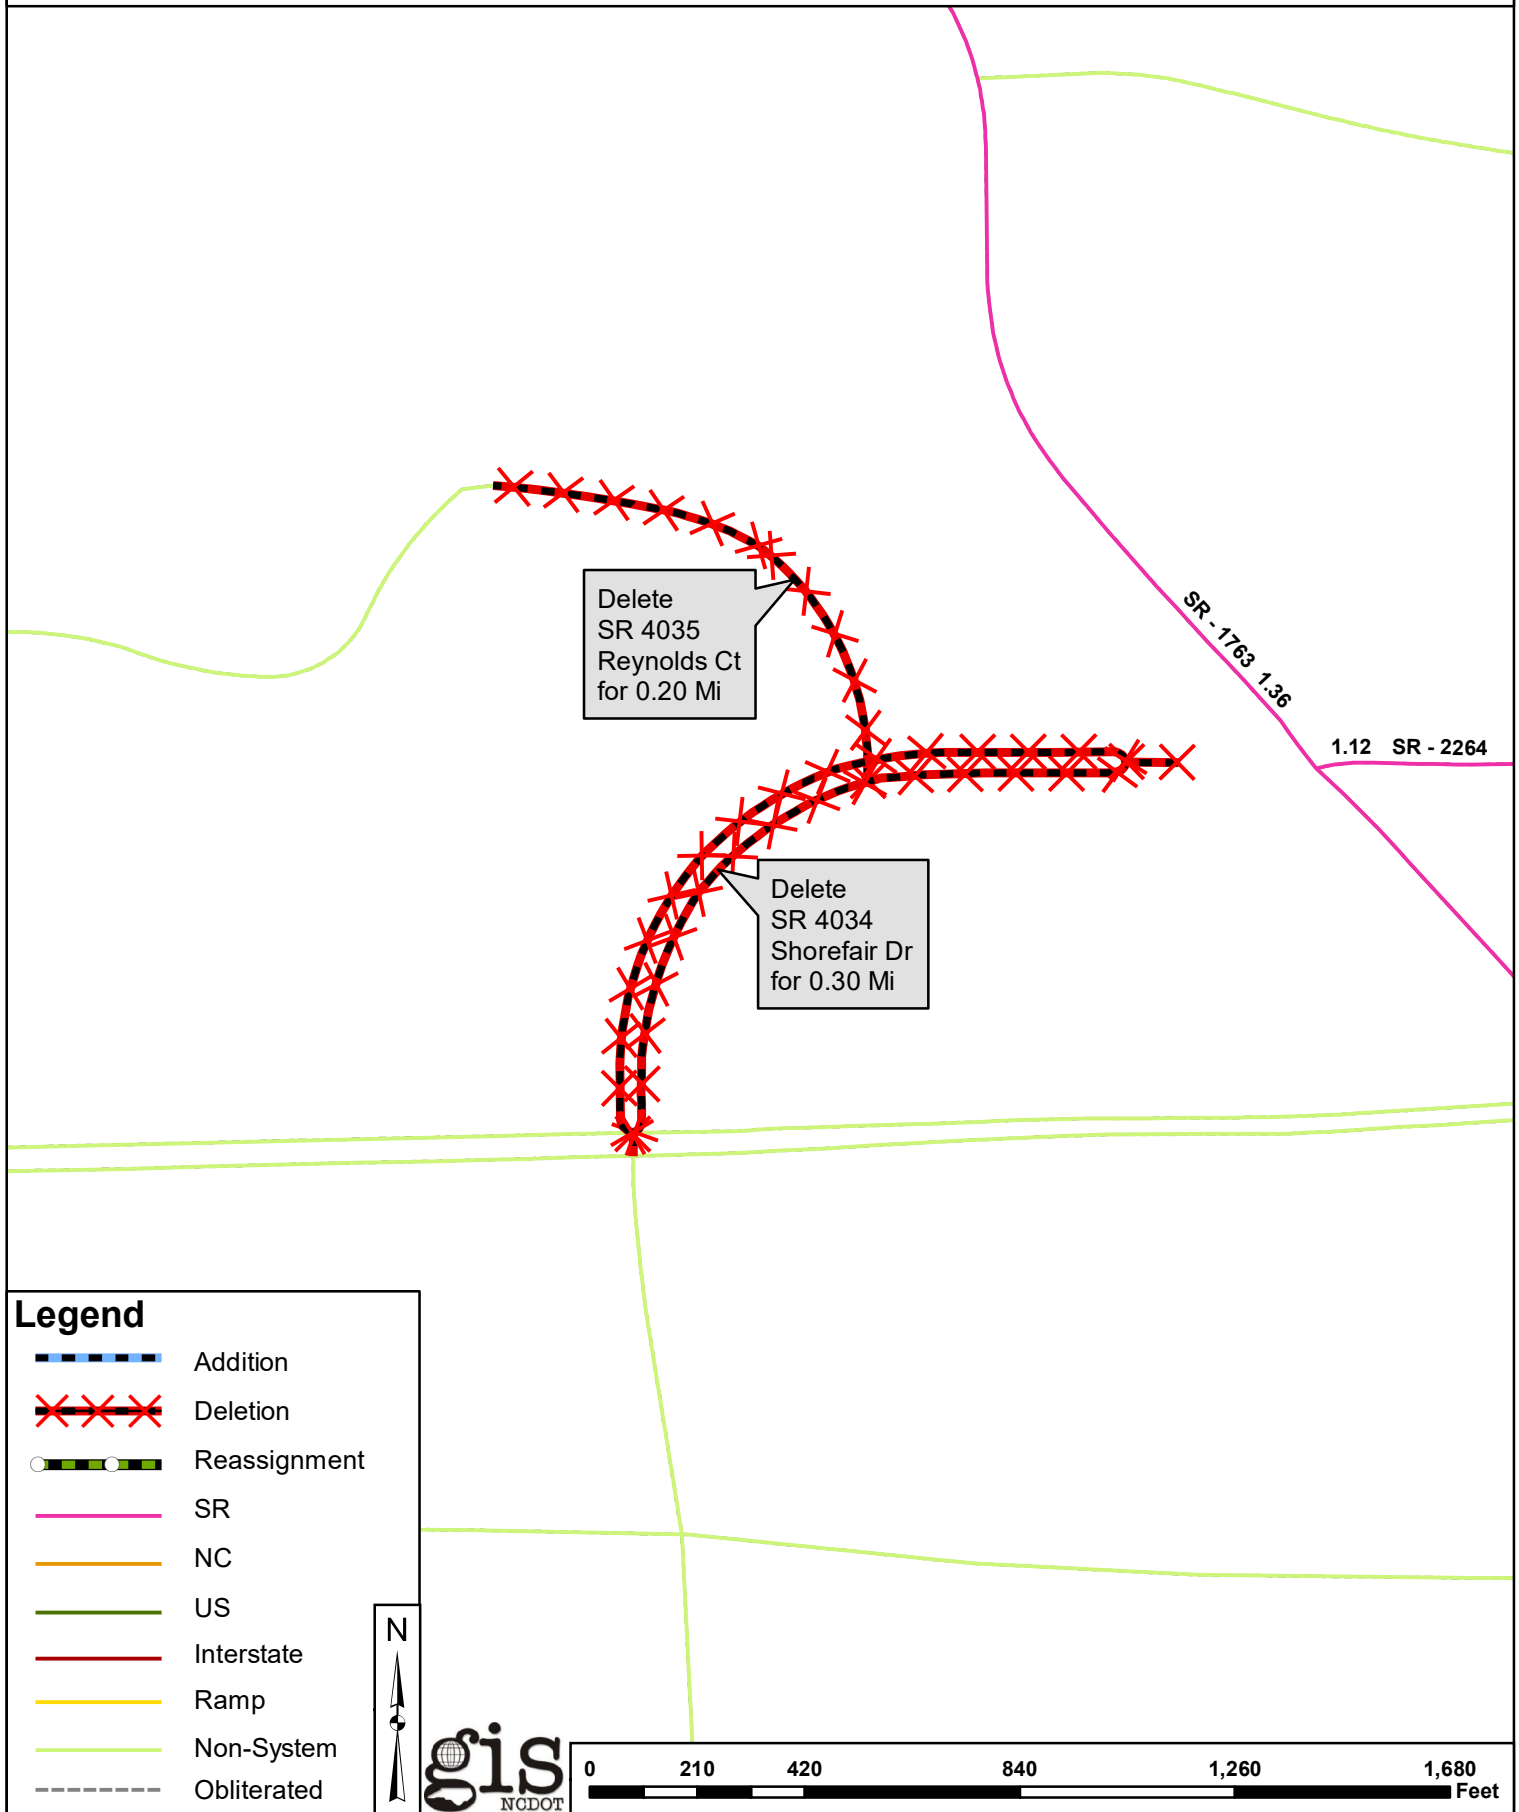 SR - 1763 1.36
1.12 SR - 2264
Delete
SR 4035
Reynolds Ct
for 0.20 Mi
Delete
SR 4034
Shorefair Dr
for 0.30 Mi
Legend
Addition
Deletion
Reassignment
SR
NC
US
Interstate
Ramp
Non-System
Obliterated
N
gis
NCDOT
0 210 420 840 1,260 1,680
Feet